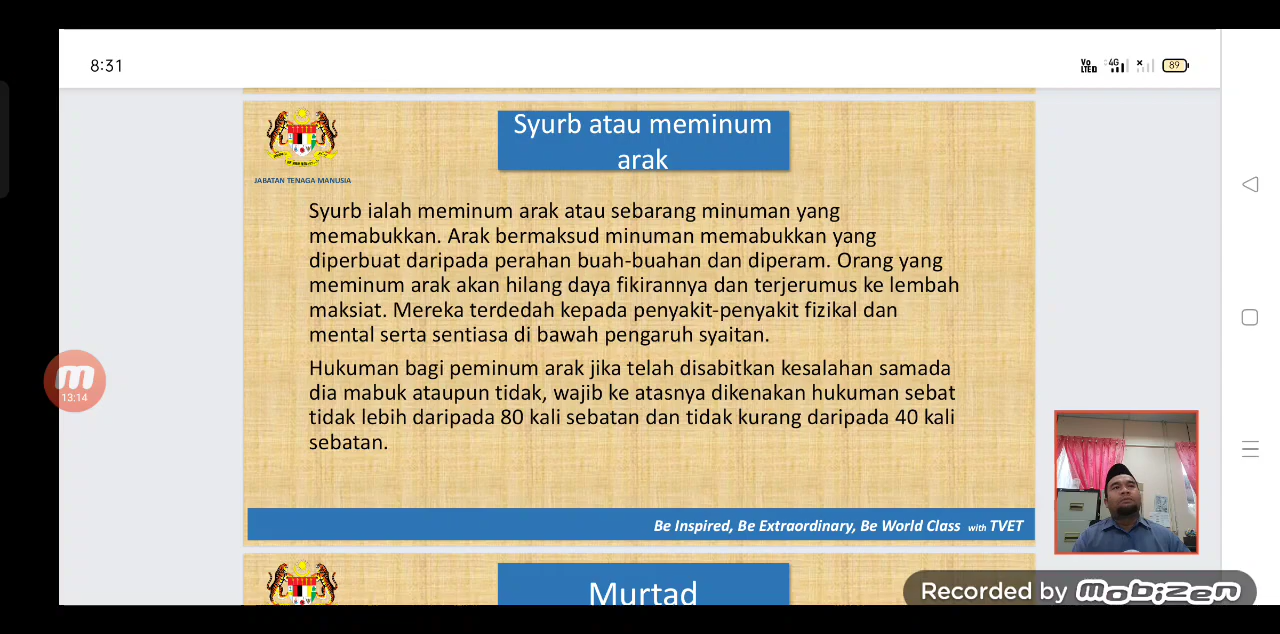 8:31
Vo
LTED
4G
89
Syurb atau meminum
arak
JABATAN TENAGA MANUSIA
Syurb ialah meminum arak atau sebarang minuman yang
memabukkan. Arak bermaksud minuman memabukkan yang
diperbuat daripada perahan buah-buahan dan diperam. Orang yang
meminum arak akan hilang daya fikirannya dan terjerumus ke lembah
maksiat. Mereka terdedah kepada penyakit-penyakit fizikal dan
mental serta sentiasa di bawah pengaruh syaitan.
Hukuman bagi peminum arak jika telah disabitkan kesalahan samada
dia mabuk ataupun tidak, wajib ke atasnya dikenakan hukuman sebat
tidak lebih daripada 80 kali sebatan dan tidak kurang daripada 40 kali
sebatan.
13:14
Be Inspired, Be Extraordinary, Be World Class with TVET
Murtad
Recorded by mobizen